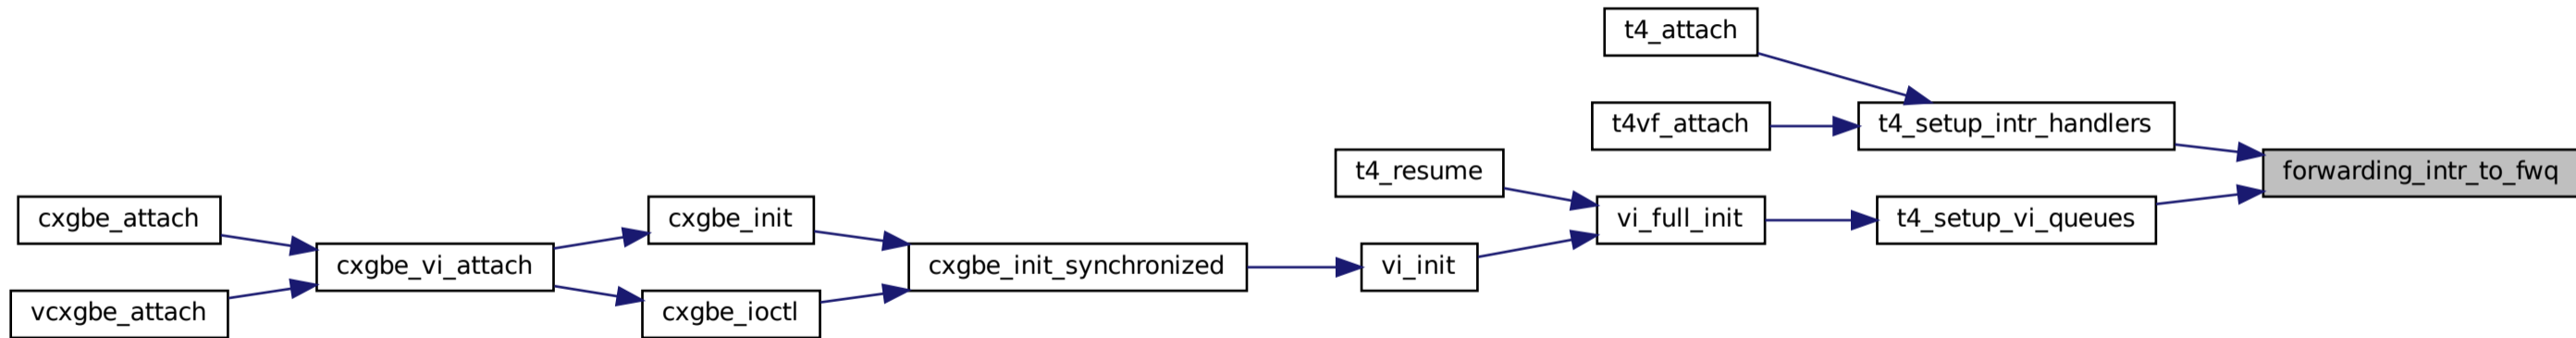 t4_attach
t4vf_attach
t4_setup_intr_handlers
t4_resume
forwarding_intr_to_fwq
cxgbe_attach
cxgbe_init
vi_full_init
t4_setup_vi_queues
cxgbe_vi_attach
cxgbe_init_synchronized
vi_init
vcxgbe_attach
cxgbe_ioctl